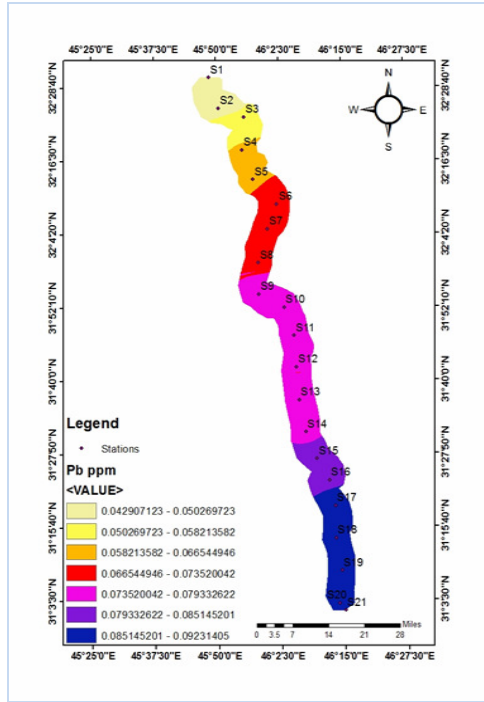 45°25'0"E 45°37'30"E 45°50'0"E 46°2'30"E 46°15'0"E 46°27'30"E
N
W E
S
32°28'40"N 32°28'40"N
32°16'30"N 32°16'30"N
32°4'20"N 32°4'20"N
31°52'10"N 31°52'10"N
31°40'0"N 31°40'0"N
31°27'50"N 31°27'50"N
31°15'40"N 31°15'40"N
31°3'30"N 31°3'30"N
S1
S2
S3
S4
S5
S6
S7
S8
S9
S10
S11
S12
S13
S14
S15
S16
S17
S18
S19
S20
S21
Legend
Stations
Pb ppm
<VALUE>
0.042907123 - 0.050269723
0.050269723 - 0.058213582
0.058213582 - 0.066544946
0.066544946 - 0.073520042
0.073520042 - 0.079332622
0.079332622 - 0.085145201
0.085145201 - 0.09231405
Miles
0 3.5 7 14 21 28
45°25'0"E 45°37'30"E 45°50'0"E 46°2'30"E 46°15'0"E 46°27'30"E